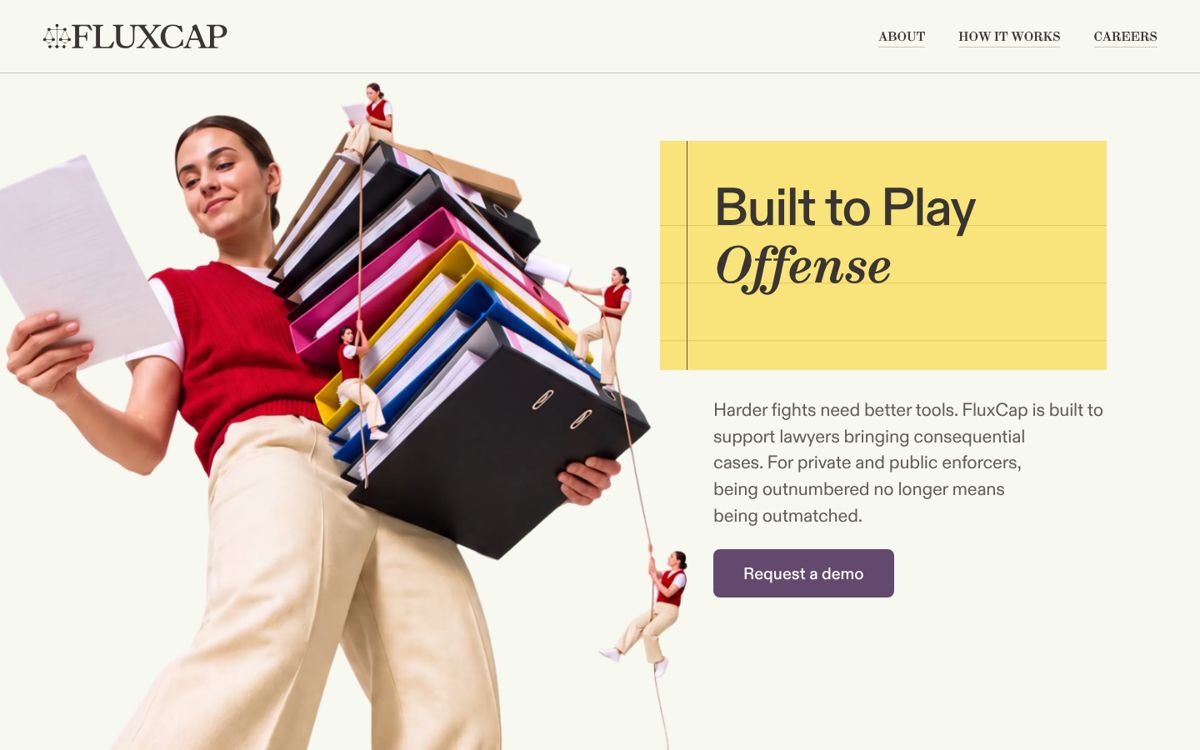 FLUXCAP
ABOUT
HOW IT WORKS
CAREERS
Built to Play
Offense
Harder fights need better tools. FluxCap is built to
support lawyers bringing consequential
cases. For private and public enforcers,
being outnumbered no longer means
being outmatched.
Request a demo